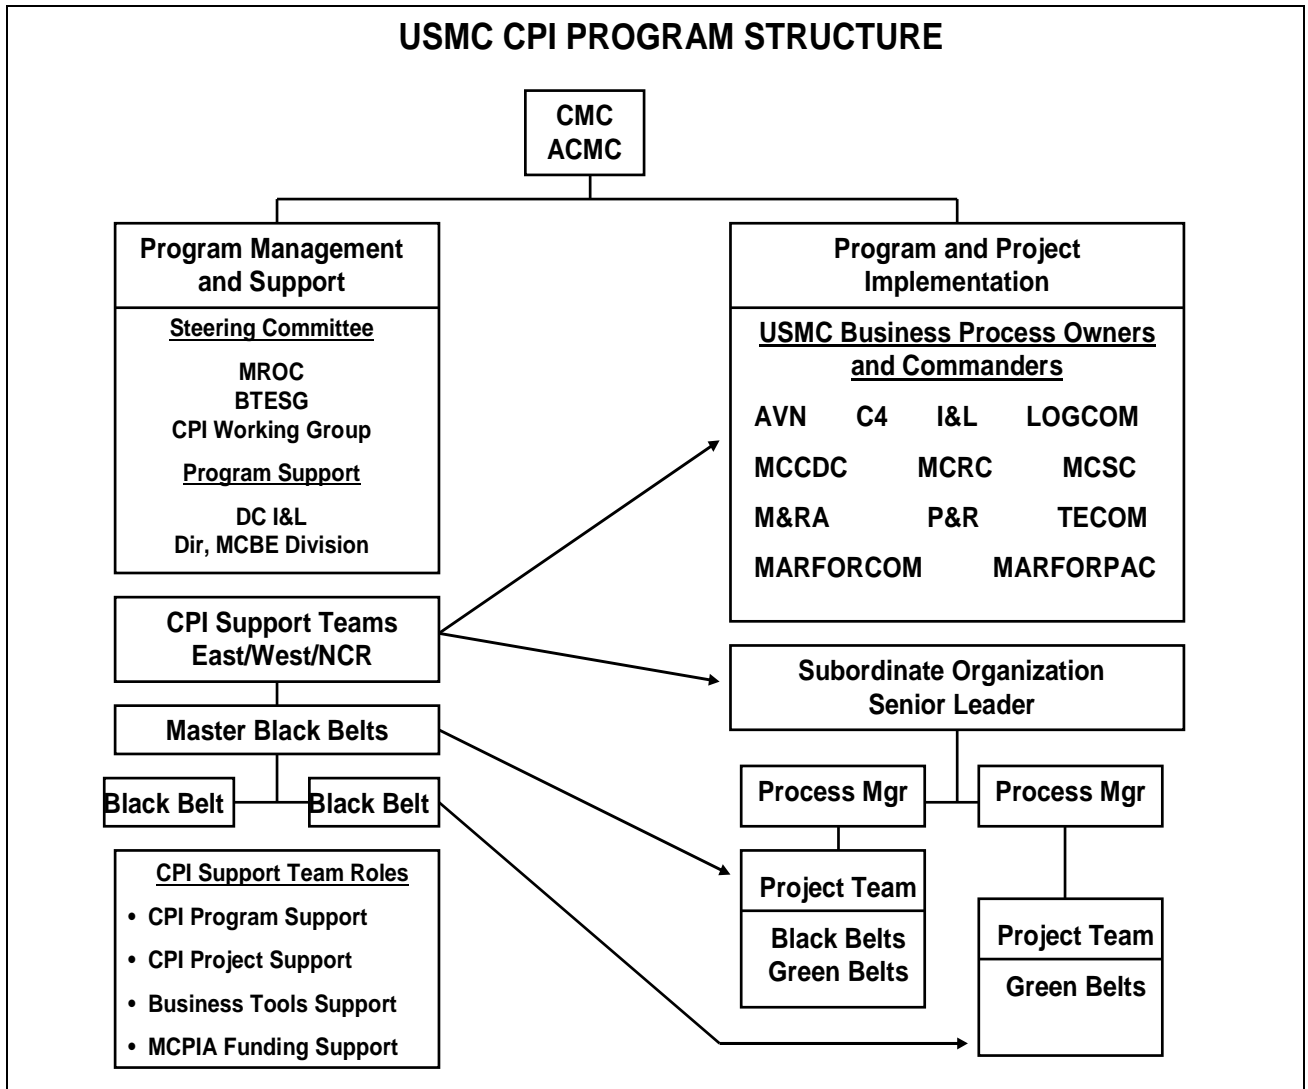 USMC CPI PROGRAM STRUCTURE
CMC
ACMC
Program Management
and Support
Steering Committee
MROC
BTESG
CPI Working Group
Program Support
DC I&L
Dir, MCBE Division
CPI Support Teams
East/West/NCR
Master Black Belts
Black Belt
Black Belt
CPI Support Team Roles
• CPI Program Support
• CPI Project Support
• Business Tools Support
• MCPIA Funding Support
Program and Project
Implementation
USMC Business Process Owners
and Commanders
AVN C4 I&L LOGCOM
MCCDC MCRC MCSC
M&RA P&R TECOM
MARFORCOM MARFORPAC
Subordinate Organization
Senior Leader
Process Mgr
Process Mgr
Project Team
Black Belts
Green Belts
Project Team
Green Belts